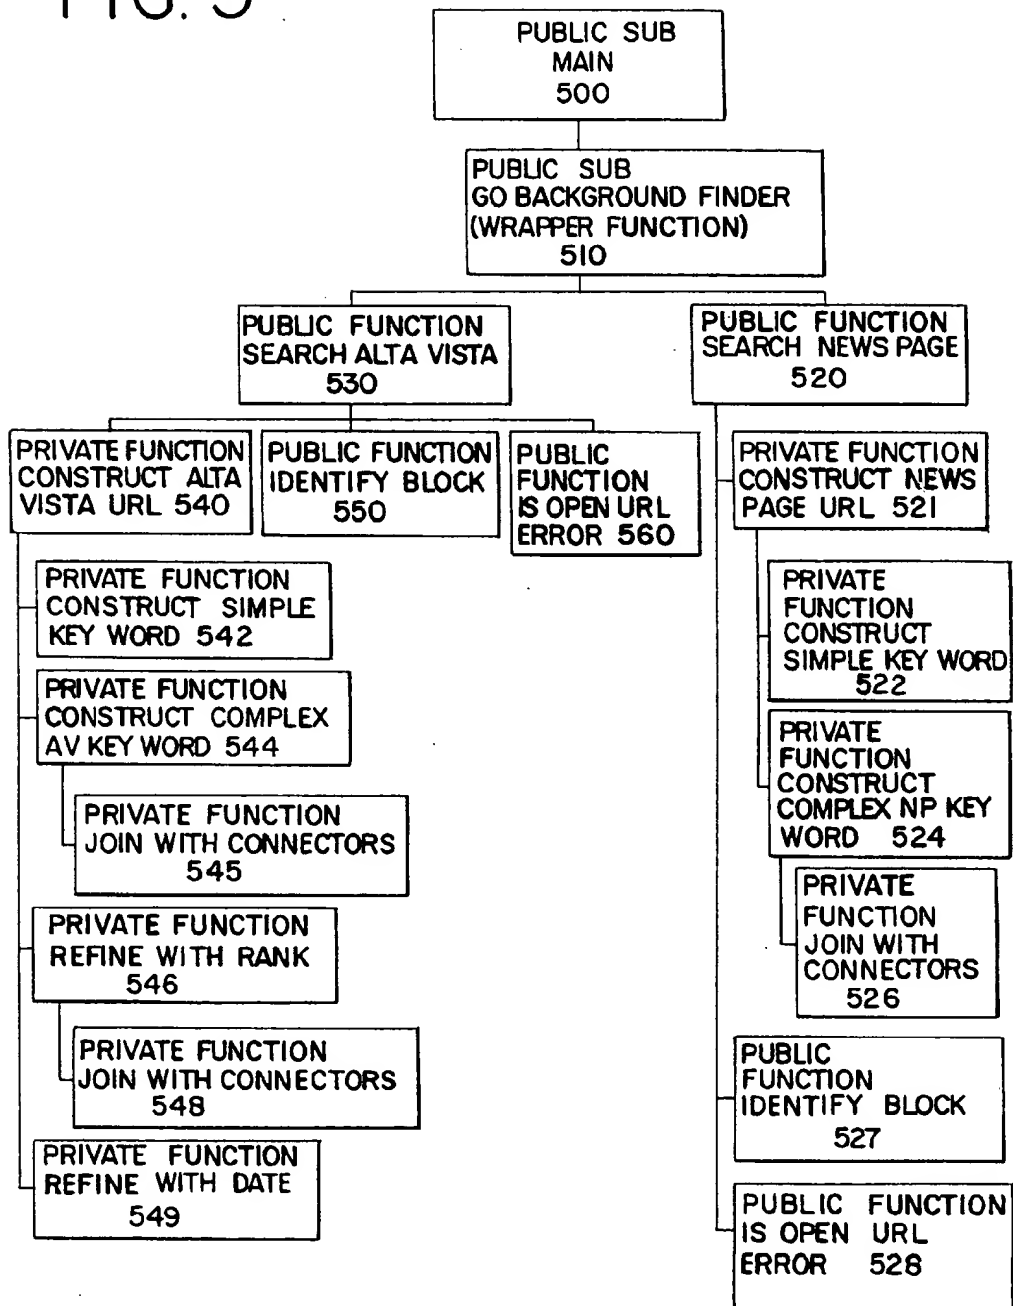 FIG. 5
PUBLIC SUB
MAIN
500
PUBLIC SUB
GO BACKGROUND FINDER
(WRAPPER FUNCTION)
510
PUBLIC FUNCTION
SEARCH ALTA VISTA
530
PUBLIC FUNCTION
SEARCH NEWS PAGE
520
PRIVATE FUNCTION
CONSTRUCT ALTA
VISTA URL 540
PUBLIC FUNCTION
IDENTIFY BLOCK
550
PUBLIC
FUNCTION
IS OPEN URL
ERROR 560
PRIVATE FUNCTION
CONSTRUCT NEWS
PAGE URL 521
PRIVATE FUNCTION
CONSTRUCT SIMPLE
KEY WORD 542
PRIVATE FUNCTION
CONSTRUCT COMPLEX
AV KEY WORD 544
PRIVATE FUNCTION
JOIN WITH CONNECTORS
545
PRIVATE FUNCTION
REFINE WITH RANK
546
PRIVATE FUNCTION
JOIN WITH CONNECTORS
548
PRIVATE FUNCTION
REFINE WITH DATE
549
PRIVATE
FUNCTION
CONSTRUCT
SIMPLE KEY WORD
522
PRIVATE
FUNCTION
CONSTRUCT
COMPLEX NP KEY
WORD 524
PRIVATE
FUNCTION
JOIN WITH
CONNECTORS
526
PUBLIC
FUNCTION
IDENTIFY BLOCK
527
PUBLIC FUNCTION
IS OPEN URL
ERROR 528